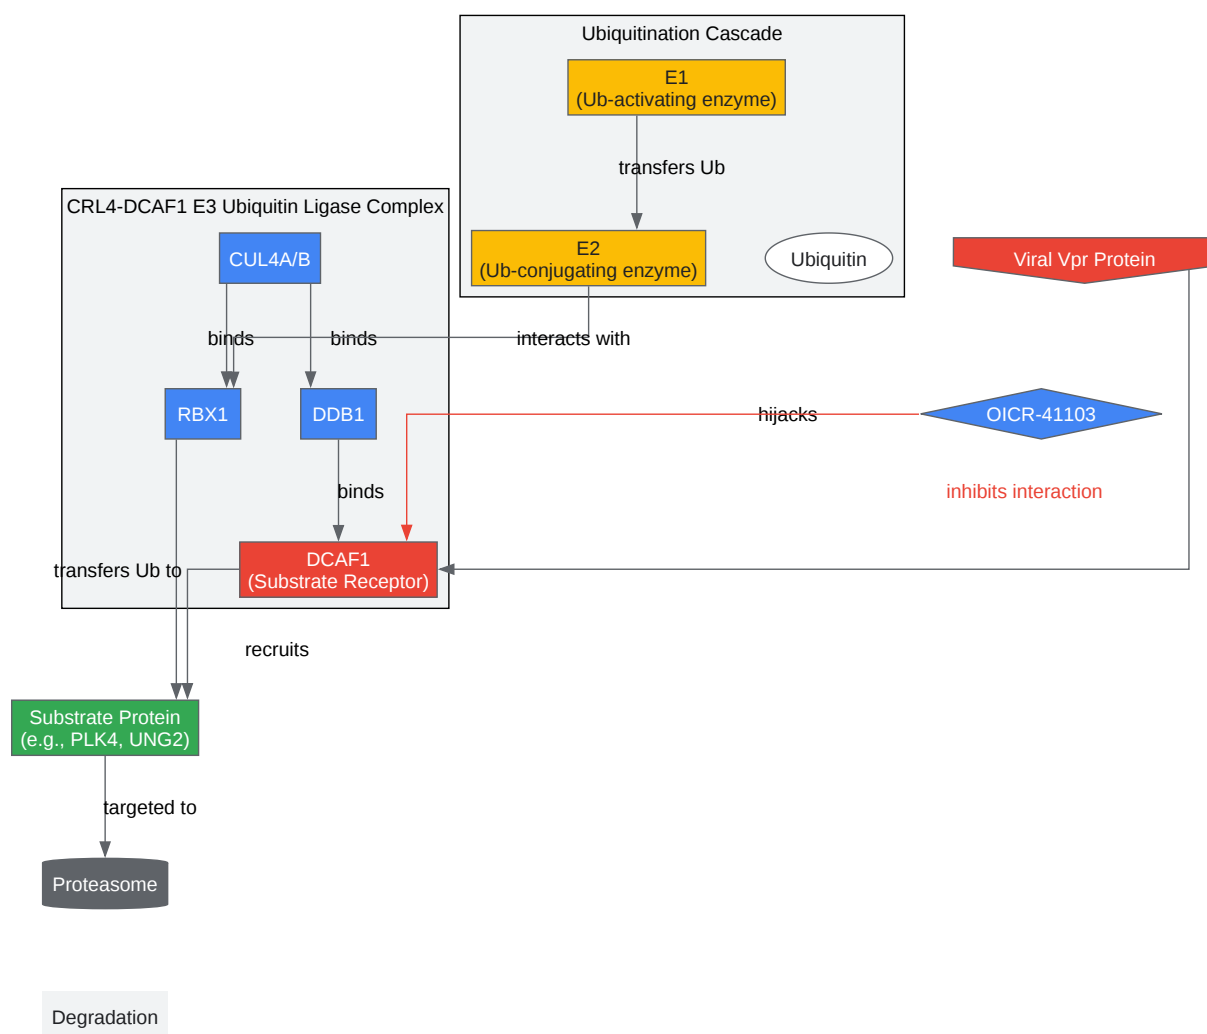 Ubiquitination Cascade
E1
(Ub-activating enzyme)
transfers Ub
CRL4-DCAF1 E3 Ubiquitin Ligase Complex
CUL4A/B
E2
(Ub-conjugating enzyme)
Ubiquitin
Viral Vpr Protein
binds
binds
interacts with
RBX1
DDB1
hijacks
OICR-41103
binds
inhibits interaction
DCAF1
(Substrate Receptor)
transfers Ub to
recruits
Substrate Protein
(e.g., PLK4, UNG2)
targeted to
Proteasome
Degradation